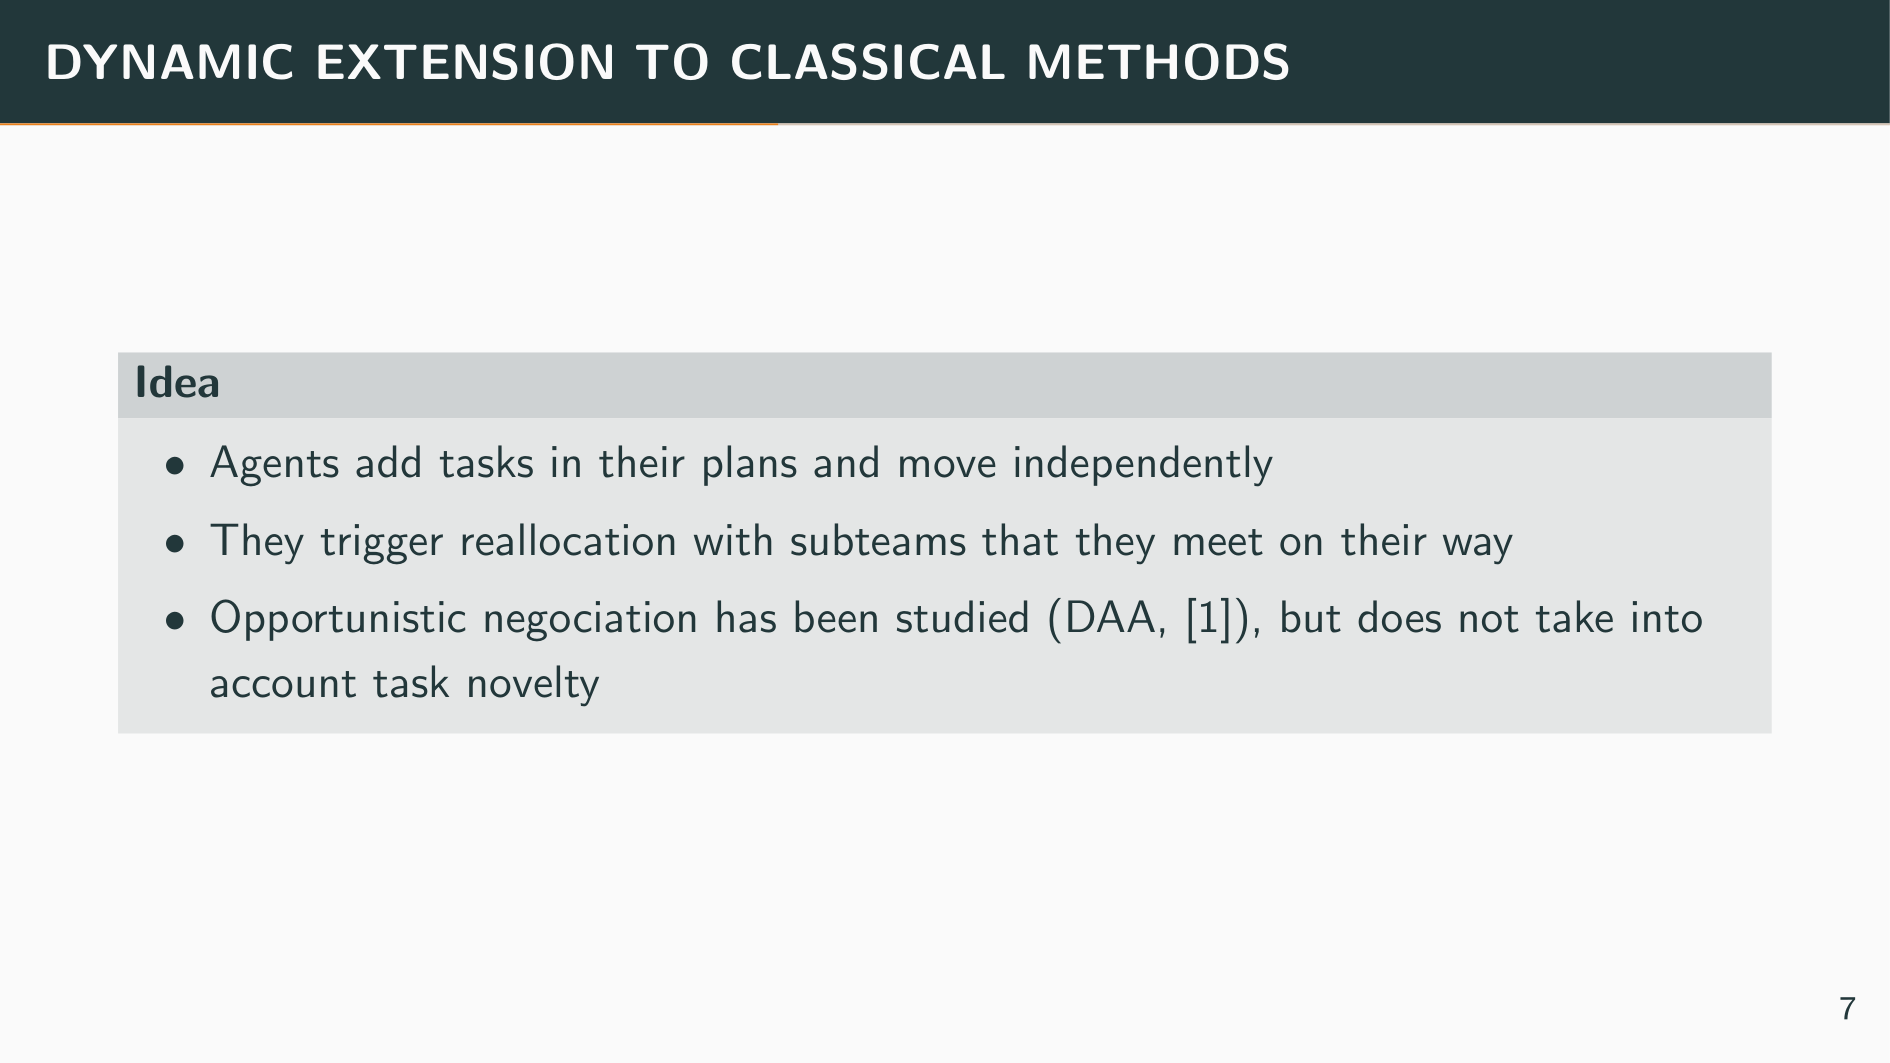 DYNAMIC EXTENSION TO CLASSICAL METHODS
Idea
• Agents add tasks in their plans and move independently
• They trigger reallocation with subteams that they meet on their way
• Opportunistic negociation has been studied (DAA, [1]), but does not take into
account task novelty
7